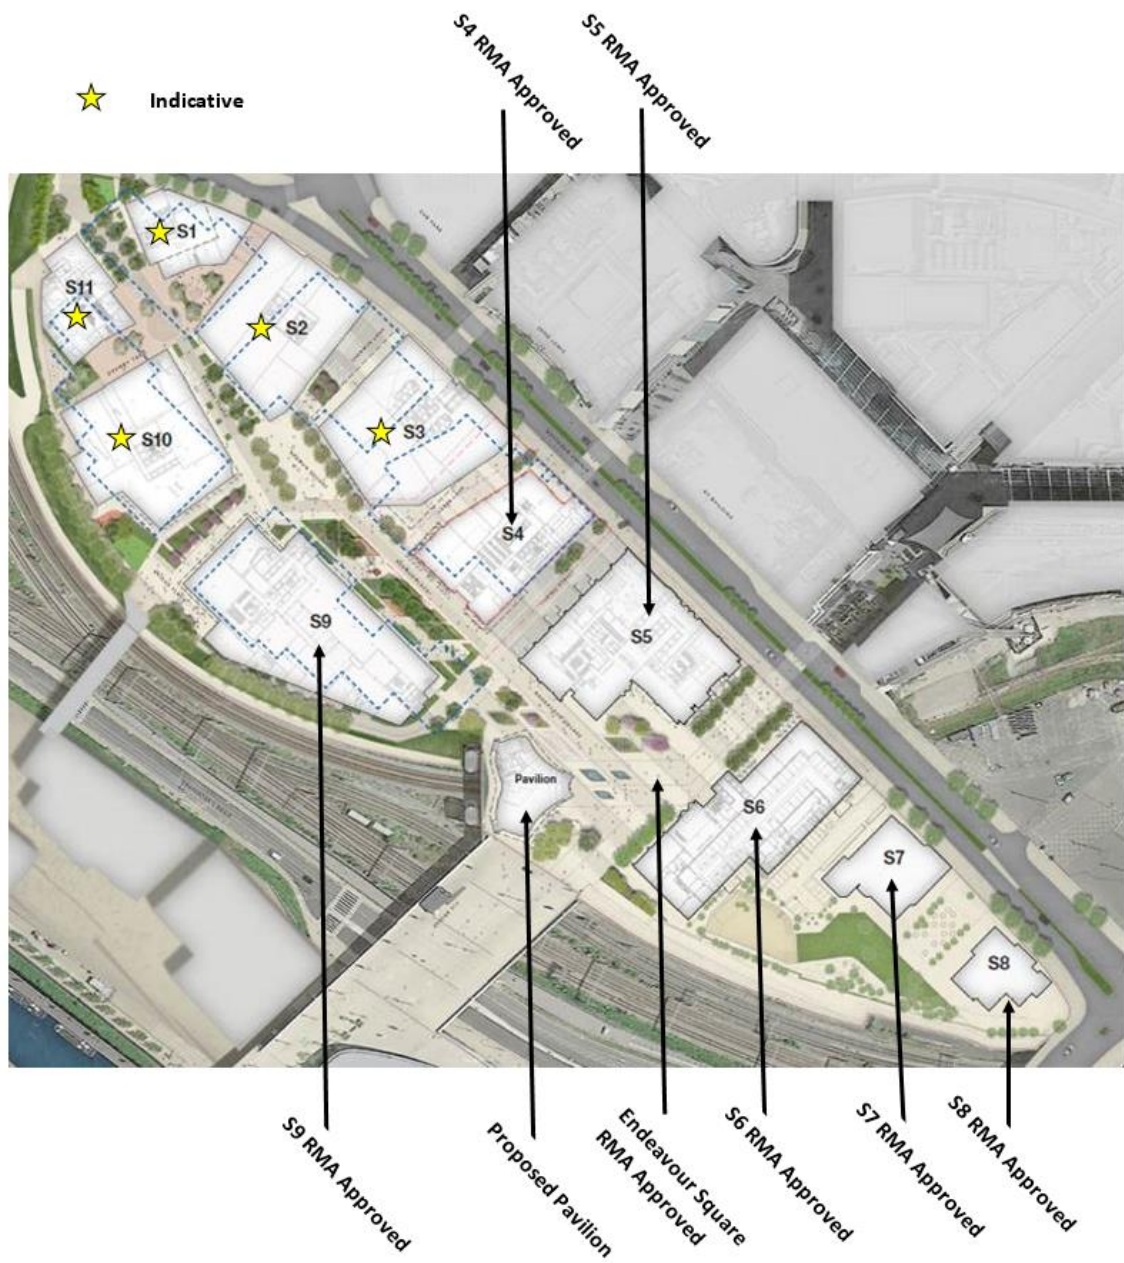 S4 RMA Approved
S5 RMA Approved
Indicative
S1
S11
S2
S3
S10
S4
S9
S5
Pavilion
S6
S7
S8
S9 RMA Approved
Proposed Pavilion
Endeavour Square
RMA Approved
S6 RMA Approved
S7 RMA Approved
S8 RMA Approved